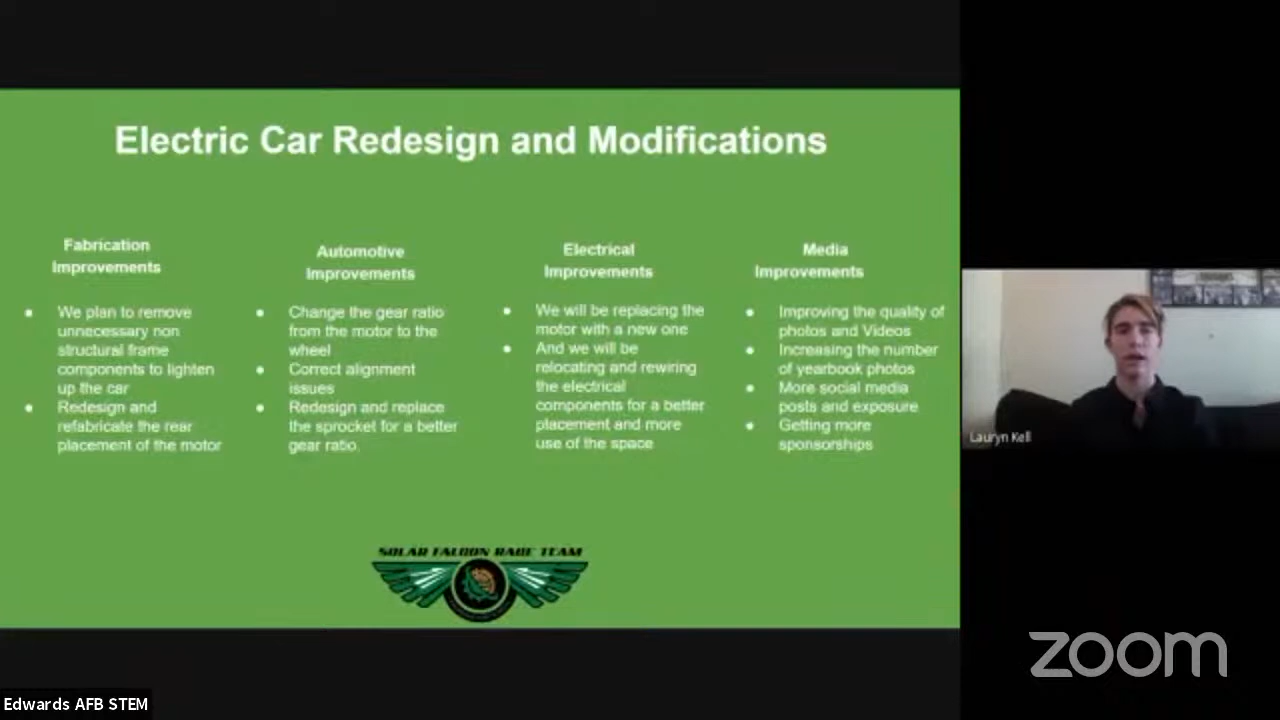 Electric Car Redesign and Modifications
Fabrication
Improvements
We plan to remove
unnecessary non
structural frame
components to lighten
up the car
Redesign and
refabricate the rear
placement of the motor
Automotive
Improvements
Change the gear ratio
from the motor to the
wheel
Correct alignment
issues
Redesign and replace
the sprocket for a better
gear ratio.
Electrical
Improvements
We will be replacing the
motor with a new one
And we will be
relocating and rewiring
the electrical
components for a better
placement and more
use of the space
Media
Improvements
Improving the quality of
photos and Videos
Increasing the number
of yearbook photos
More social media
posts and exposure
Getting more
sponsorships
SOLAR FALCON RACE TEAM
Lauryn Kell
zoom
Edwards AFB STEM